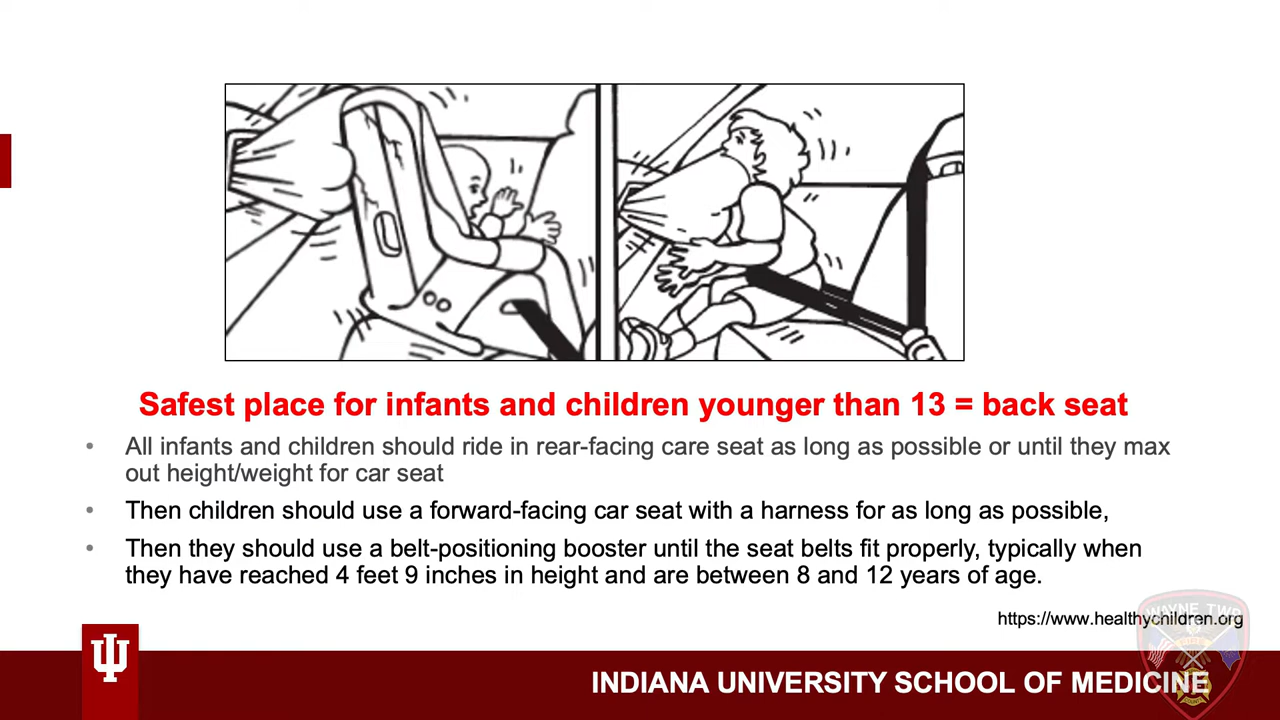 Safest place for infants and children younger than 13 = back seat
• All infants and children should ride in rear-facing care seat as long as possible or until they max
out height/weight for car seat
• Then children should use a forward-facing car seat with a harness for as long as possible,
• Then they should use a belt-positioning booster until the seat belts fit properly, typically when
they have reached 4 feet 9 inches in height and are between 8 and 12 years of age.
https://www.healthychildren.org
WAYNE TWP
FIRE
INDIANA UNIVERSITY SCHOOL OF MEDICINE